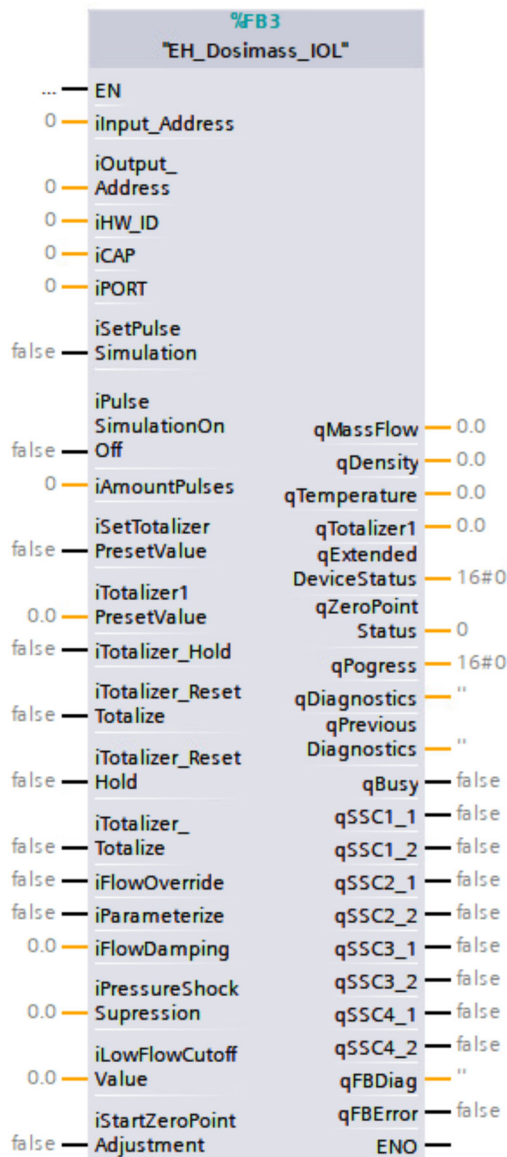 %FB3
"EH_Dosimass_IOL"
... EN
0 iInput_Address
iOutput_
0 Address
0 iHW_ID
0 iCAP
0 iPORT
iSetPulse
false Simulation
iPulse
SimulationOn
false Off
0 iAmountPulses
iSetTotalizer
false PresetValue
iTotalizer1
0.0 PresetValue
false iTotalizer_Hold
iTotalizer_Reset
false Totalize
iTotalizer_Reset
false Hold
iTotalizer_
false Totalize
false iFlowOverride
false iParameterize
0.0 iFlowDamping
iPressureShock
0.0 Supression
iLowFlowCutoff
0.0 Value
iStartZeroPoint
false Adjustment
qMassFlow 0.0
qDensity 0.0
qTemperature 0.0
qTotalizer1 0.0
qExtended
DeviceStatus 16#0
qZeroPoint
Status 0
qPogress 16#0
qDiagnostics ''
qPrevious
Diagnostics ''
qBusy false
qSSC1_1 false
qSSC1_2 false
qSSC2_1 false
qSSC2_2 false
qSSC3_1 false
qSSC3_2 false
qSSC4_1 false
qSSC4_2 false
qFBDiag ''
qFBError false
ENO